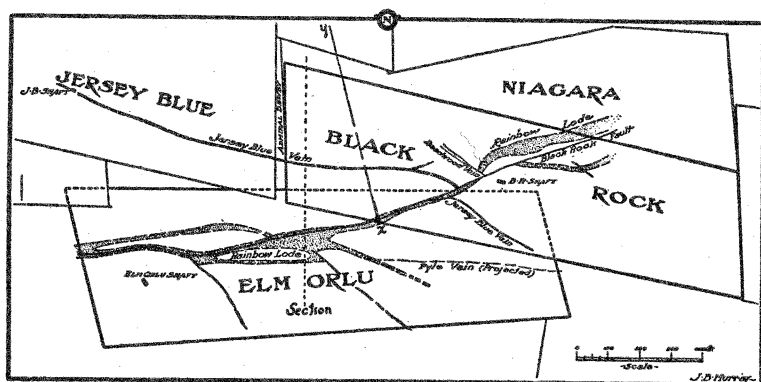 N
y
JERSEY BLUE
J-B-SHAFT
NIAGARA
Jersey Blue
Vein
BLACK
Rainbow Lode
Black Rock Fault
ROCK
B-R-SHAFT
Jersey Blue Vein
Z
Rainbow Lode
ELM ORLU SHAFT
ELM ORLU
Pyle Vein (Projected)
Section
-Scale-
J-B-Murrin-